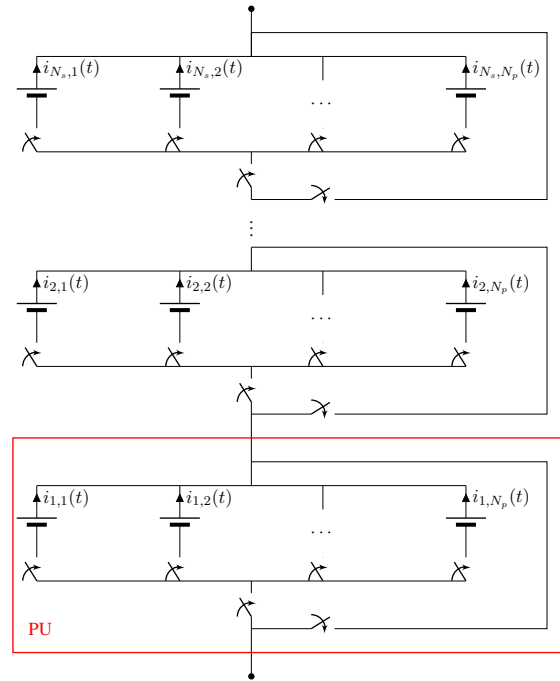 $i_{N_s,1}(t)$ $i_{N_s,2}(t)$ $i_{N_s,N_p}(t)$
...
⋮
$i_{2,1}(t)$ $i_{2,2}(t)$ $i_{2,N_p}(t)$
...
$i_{1,1}(t)$ $i_{1,2}(t)$ $i_{1,N_p}(t)$
...
PU